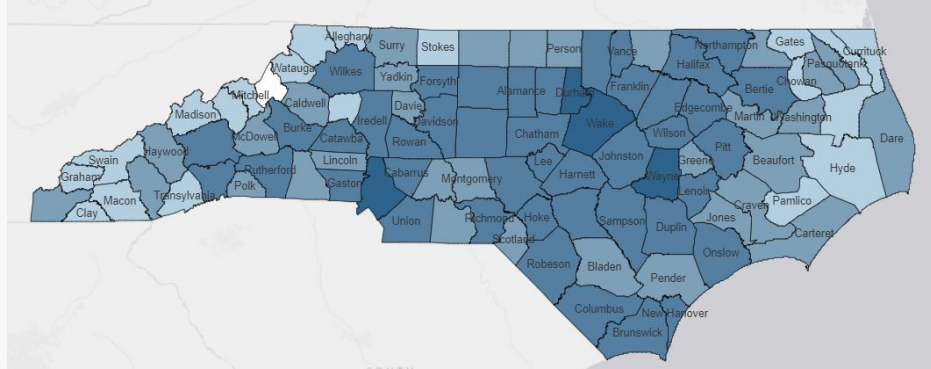 Alleghany
Surry
Stokes
Person
Vance
Northampton
Gates
Currituck
Watauga
Wilkes
Yadkin
Forsyth
Alamance
Durham
Franklin
Halifax
Bertie
Chowan
Pasquotank
Mitchell
Madison
Caldwell
Iredell
Davie
Davidson
Edgecombe
Martin
Washington
McDowell
Burke
Catawba
Rowan
Chatham
Wake
Wilson
Pitt
Dare
Haywood
Swain
Graham
Rutherford
Lincoln
Cabarrus
Montgomery
Lee
Harnett
Johnston
Wayne
Greene
Beaufort
Hyde
Clay
Macon
Transylvania
Polk
Gaston
Union
Richmond
Hoke
Sampson
Duplin
Lenoir
Craven
Jones
Pamlico
Carteret
Scotland
Robeson
Bladen
Pender
Onslow
Columbus
New Hanover
Brunswick